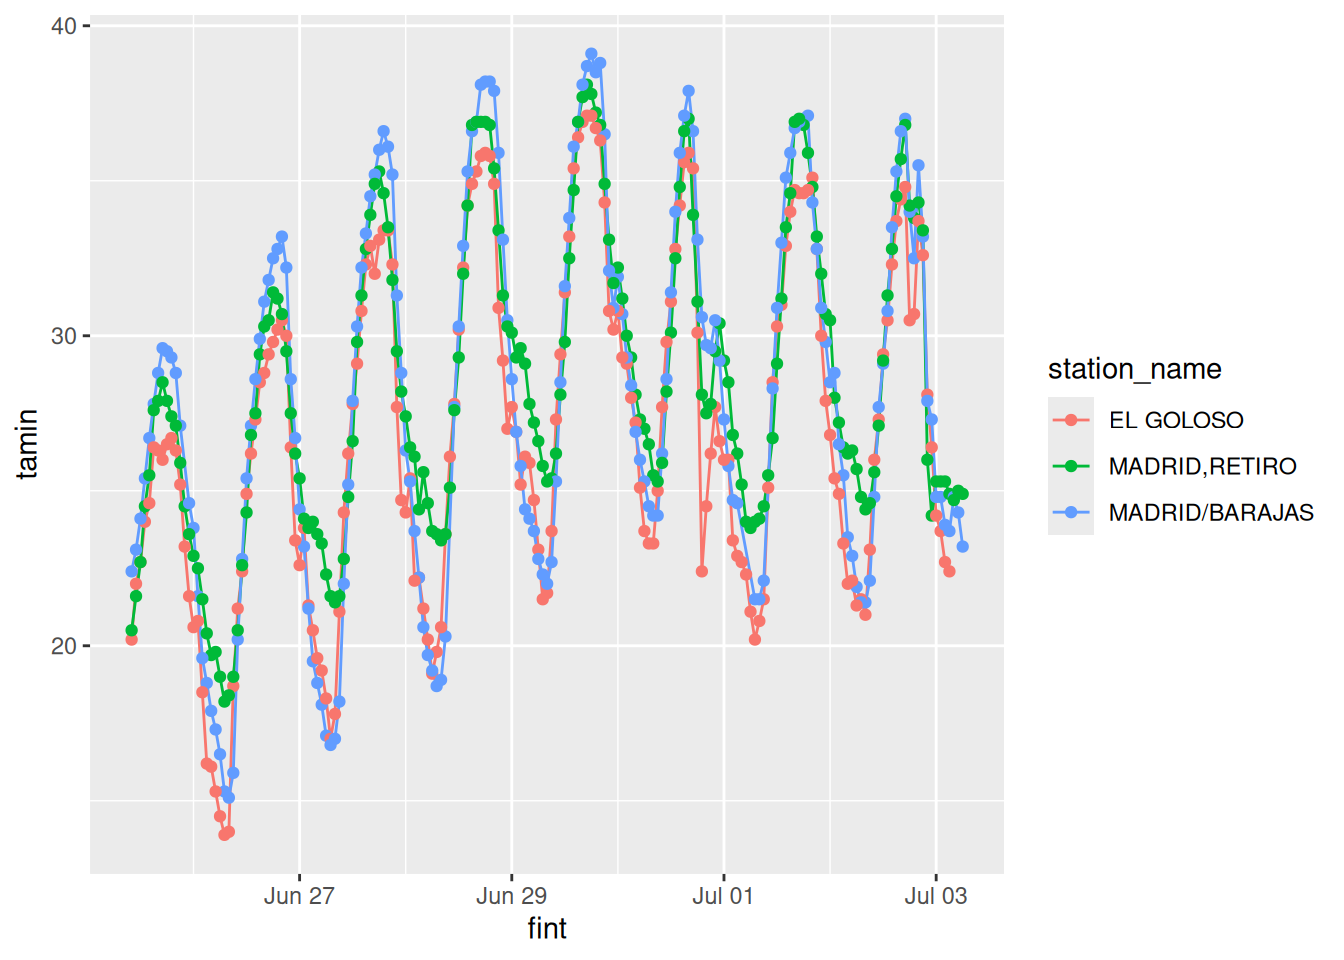 40
30
20
tamin
Jun 27
Jun 29
Jul 01
Jul 03
fint
station_name
EL GOLOSO
MADRID,RETIRO
MADRID/BARAJAS